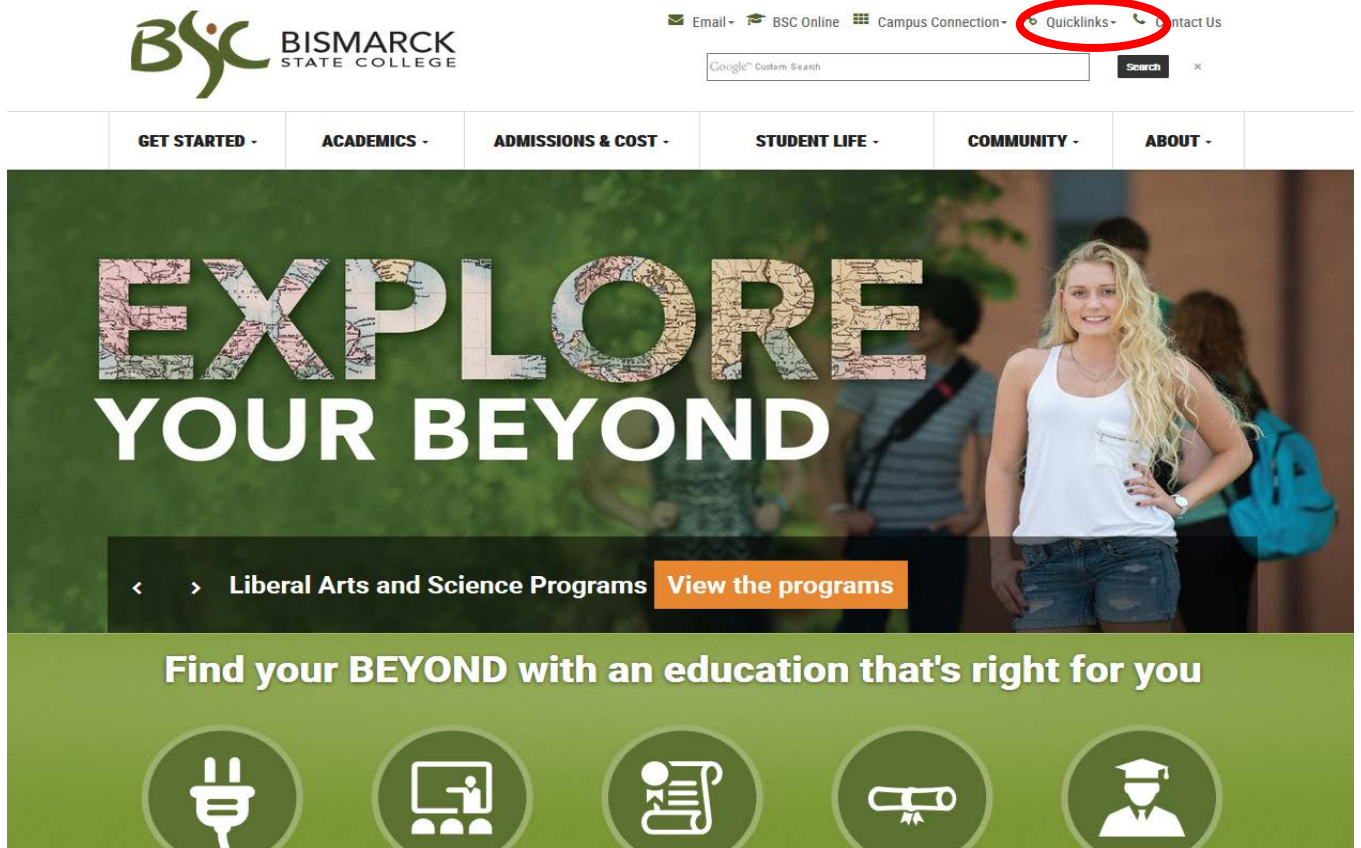 BSC BISMARCK
STATE COLLEGE
Email BSC Online Campus Connection Quicklinks Contact Us
Google™ Custom Search Search ×
GET STARTED ACADEMICS ADMISSIONS & COST STUDENT LIFE COMMUNITY ABOUT
EXPLORE
YOUR BEYOND
< > Liberal Arts and Science Programs View the programs
Find your BEYOND with an education that's right for you